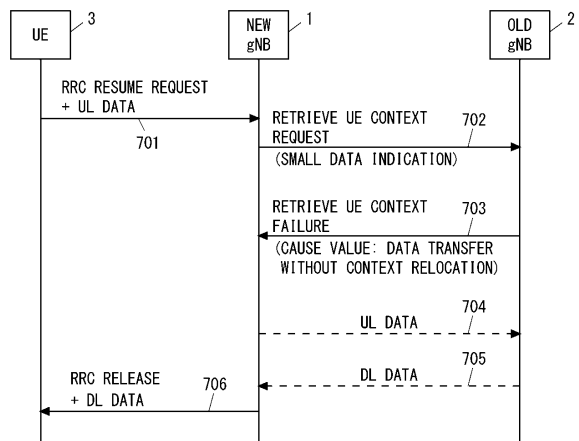 3
UE
1
NEW
gNB
2
OLD
gNB
RRC RESUME REQUEST
+ UL DATA
701
RETRIEVE UE CONTEXT
REQUEST
702
(SMALL DATA INDICATION)
RETRIEVE UE CONTEXT
FAILURE
703
(CAUSE VALUE: DATA TRANSFER
WITHOUT CONTEXT RELOCATION)
UL DATA
704
DL DATA
705
RRC RELEASE
+ DL DATA
706